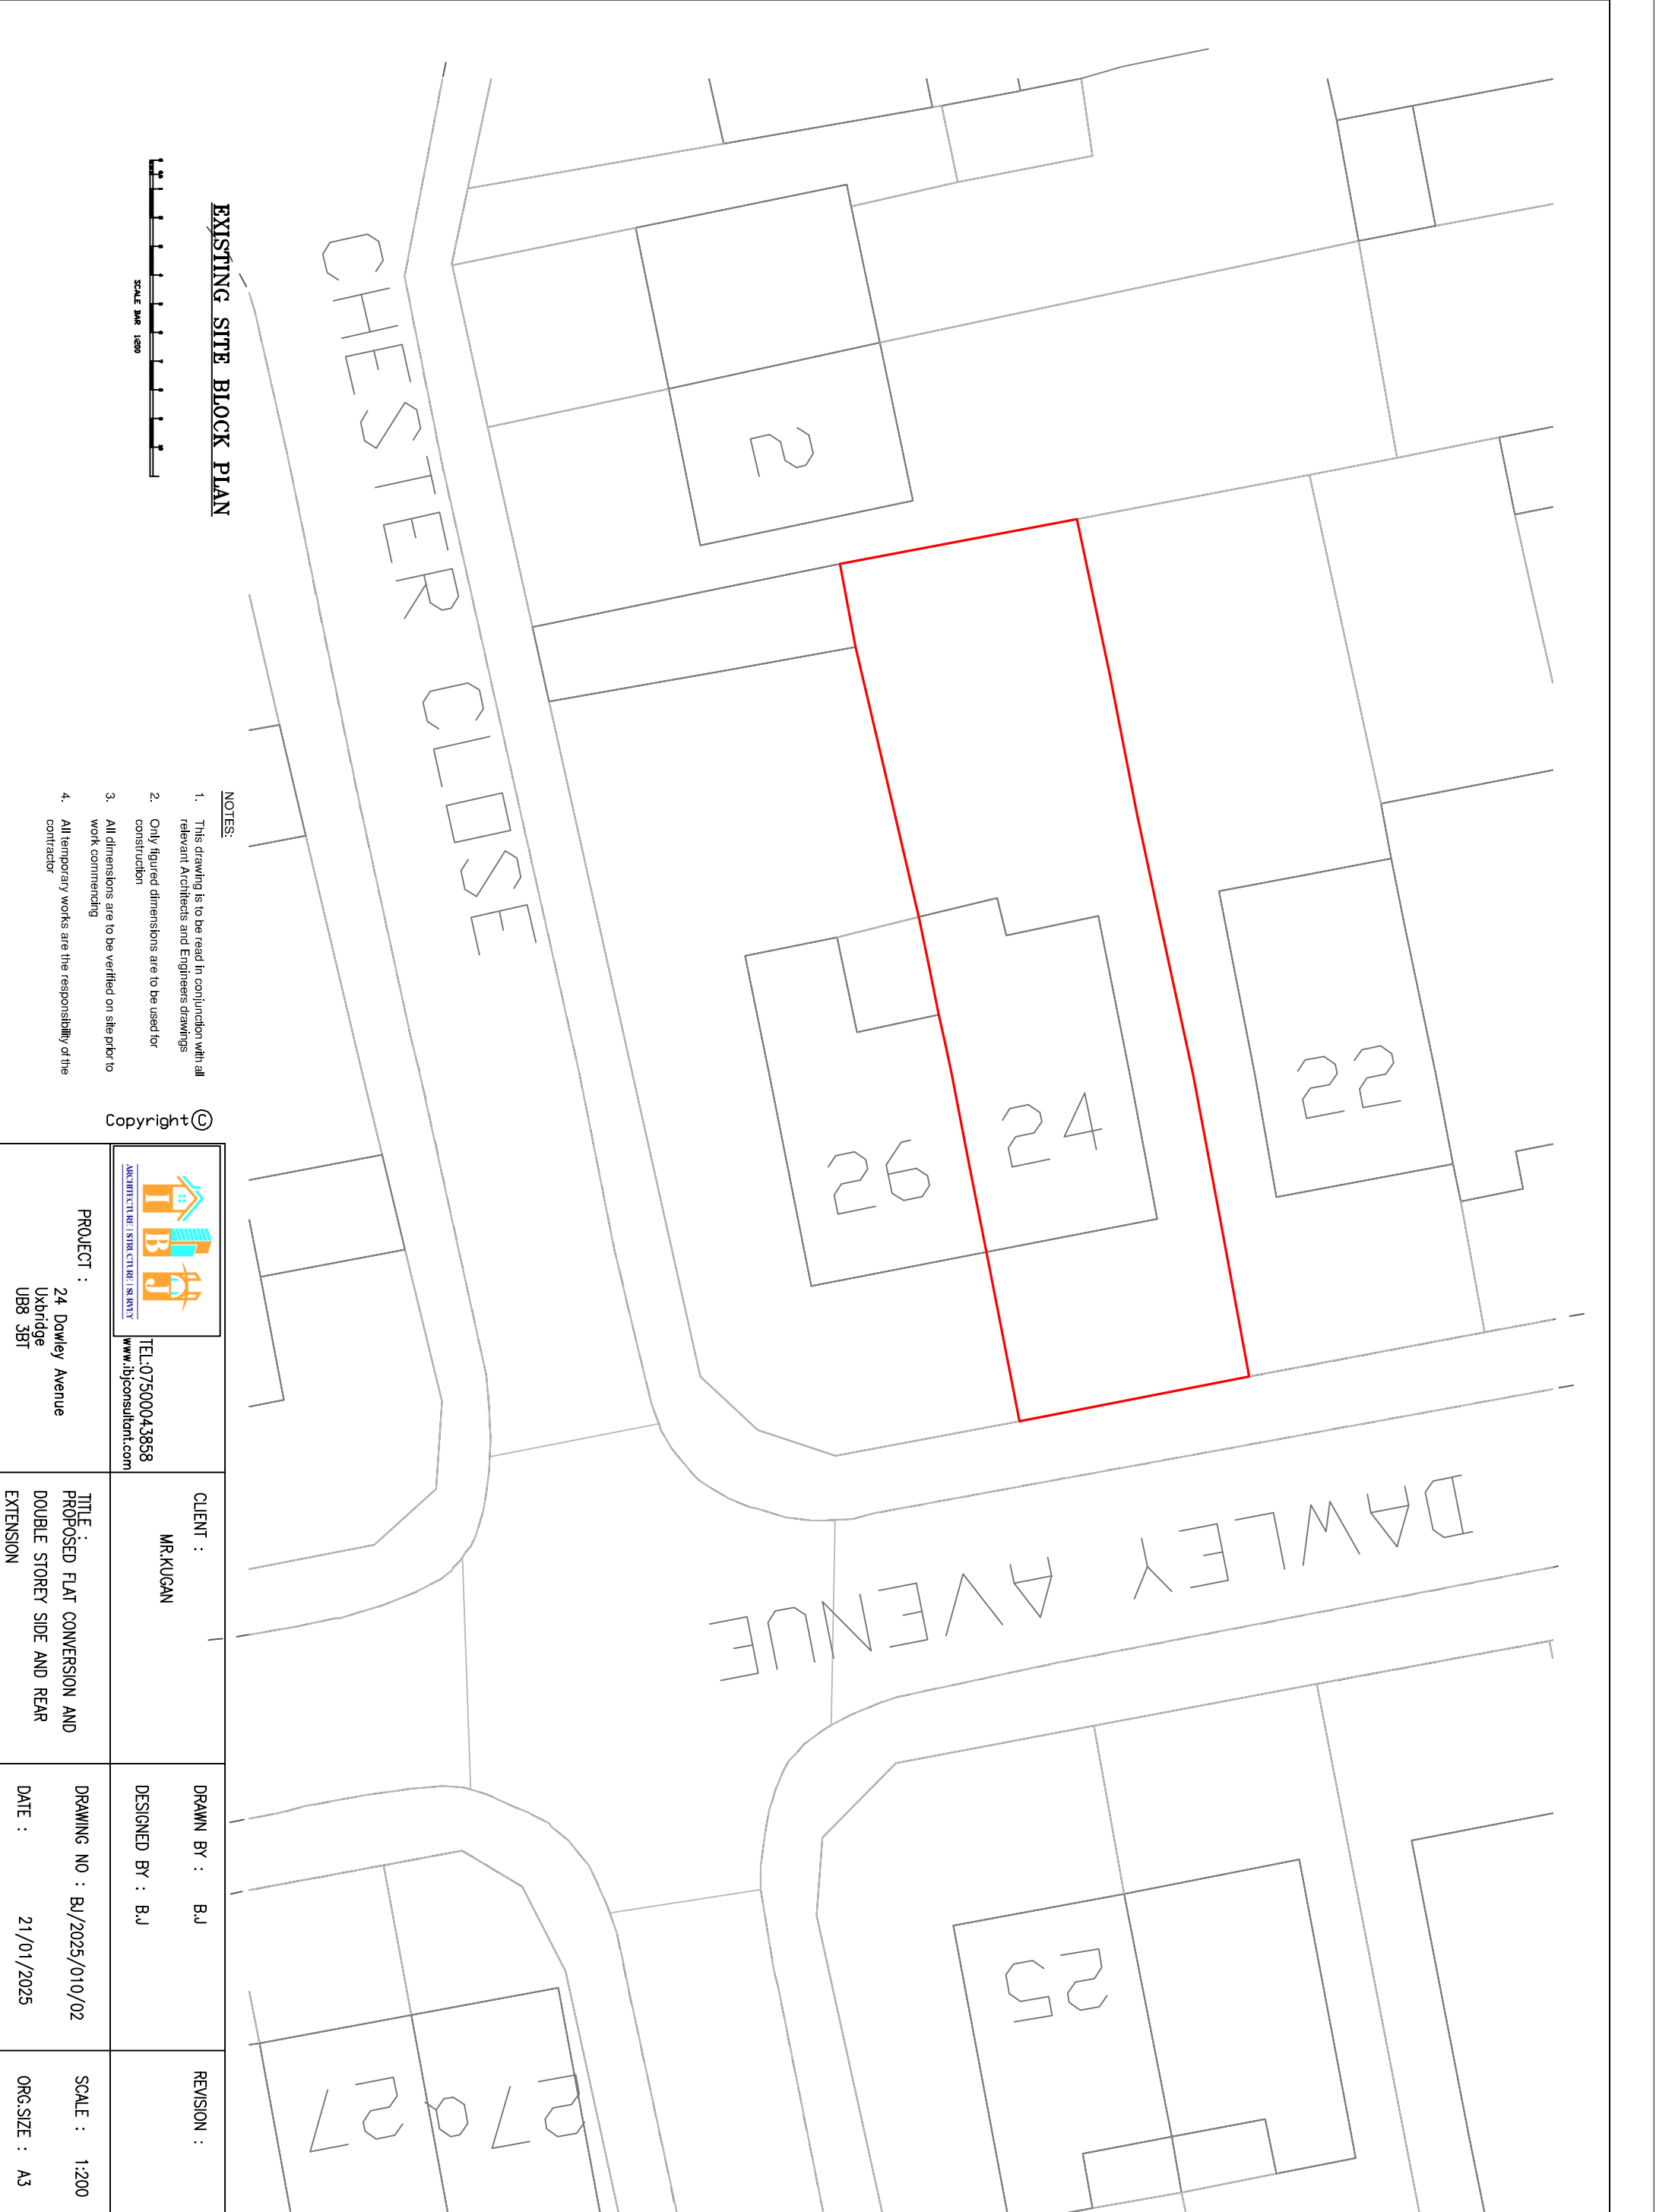 CHESTER CLOSE
DAWLEY AVENUE
2
22
24
26
25
27a
27
EXISTING SITE BLOCK PLAN
SCALE BAR 1:200
NOTES:
1. This drawing is to be read in conjunction with all
relevant Architects and Engineers drawings
2. Only figured dimensions are to be used for
construction
3. All dimensions are to be verified on site prior to
work commencing
4. All temporary works are the responsibility of the
contractor
Copyright ©
I B J
ARCHITECTURE | STRUCTURE | SURVEY
TEL:07500043858
www.ibjconsultant.com
PROJECT :
24 Dawley Avenue
Uxbridge
UB8 3BT
CLIENT :
MR.KUGAN
TITLE :
PROPOSED FLAT CONVERSION AND
DOUBLE STOREY SIDE AND REAR
EXTENSION
DRAWN BY : BJ
DESIGNED BY : BJ
DRAWING NO : BJ/2025/010/02
DATE : 21/01/2025
REVISION :
SCALE : 1:200
ORG.SIZE : A3